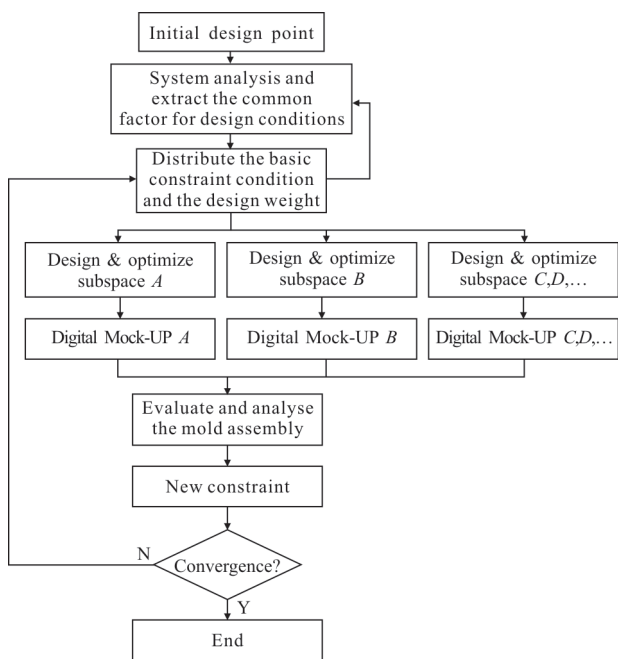 Initial design point
System analysis and
extract the common
factor for design conditions
Distribute the basic
constraint condition
and the design weight
Design & optimize
subspace A
Design & optimize
subspace B
Design & optimize
subspace C,D,...
Digital Mock-UP A
Digital Mock-UP B
Digital Mock-UP C,D,...
Evaluate and analyse
the mold assembly
New constraint
N
Convergence?
Y
End